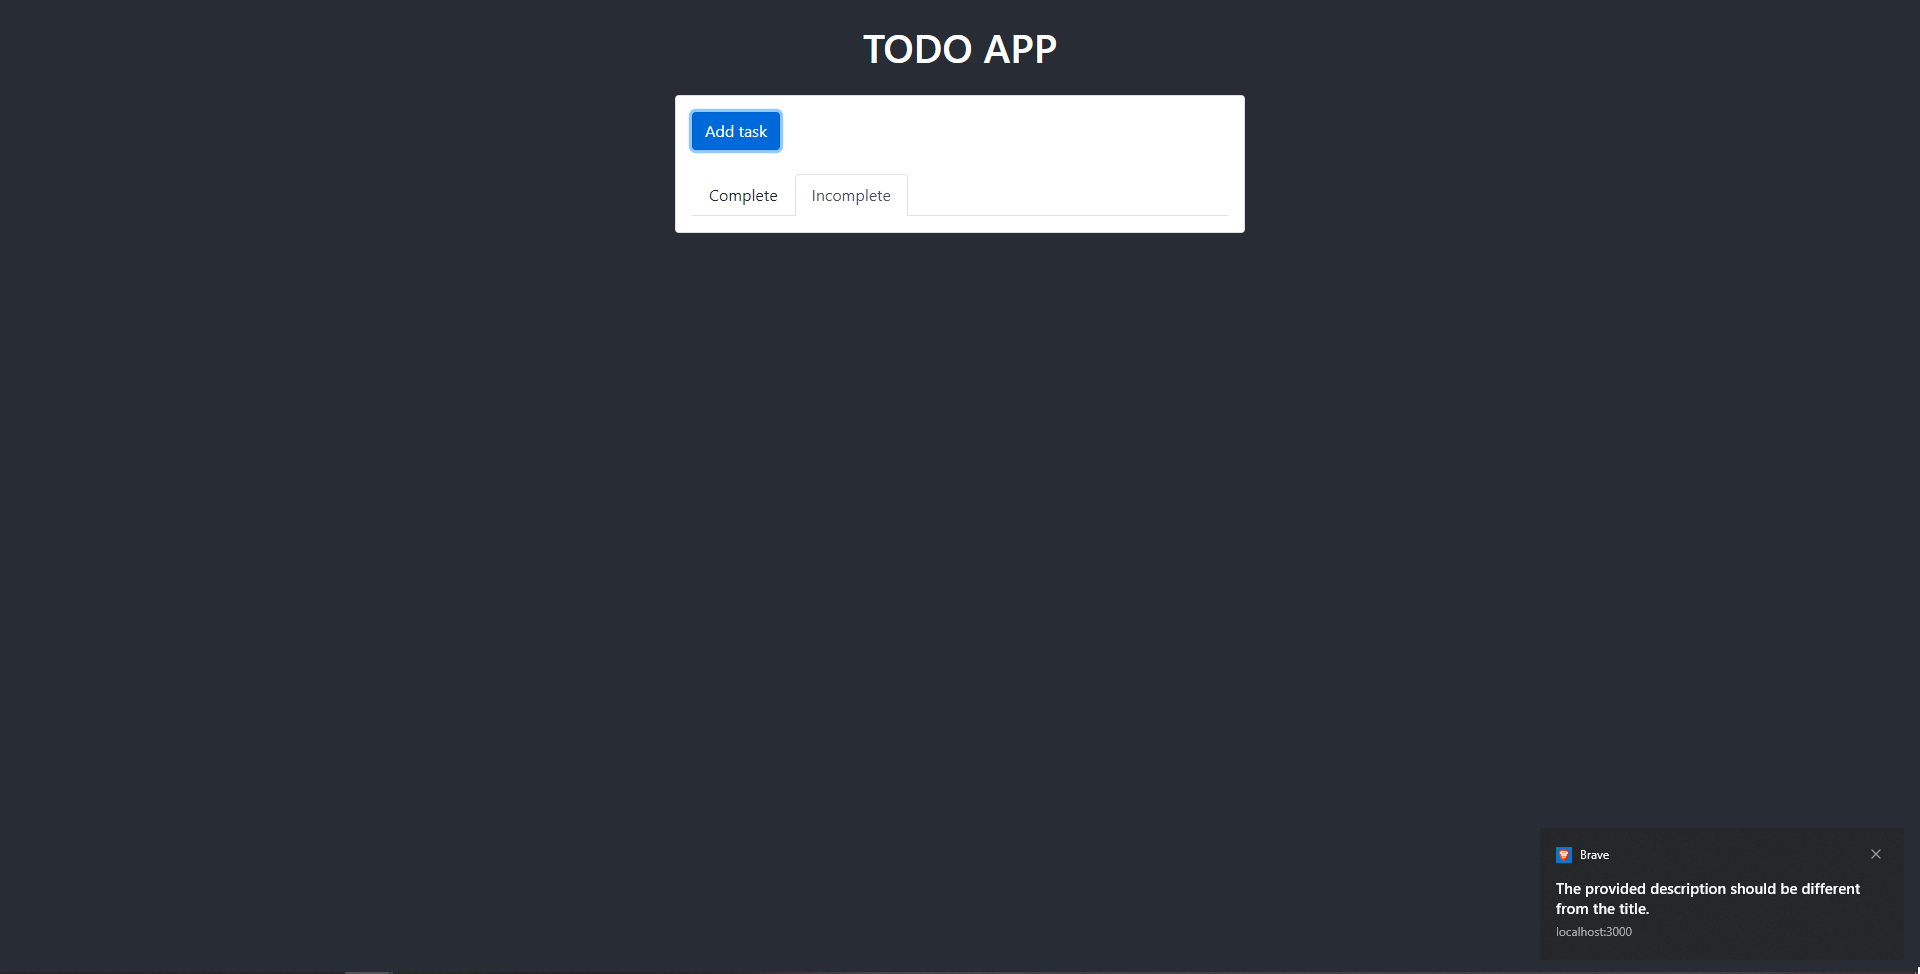 TODO APP
Add task
Complete
Incomplete
Brave
The provided description should be different
from the title.
localhost:3000